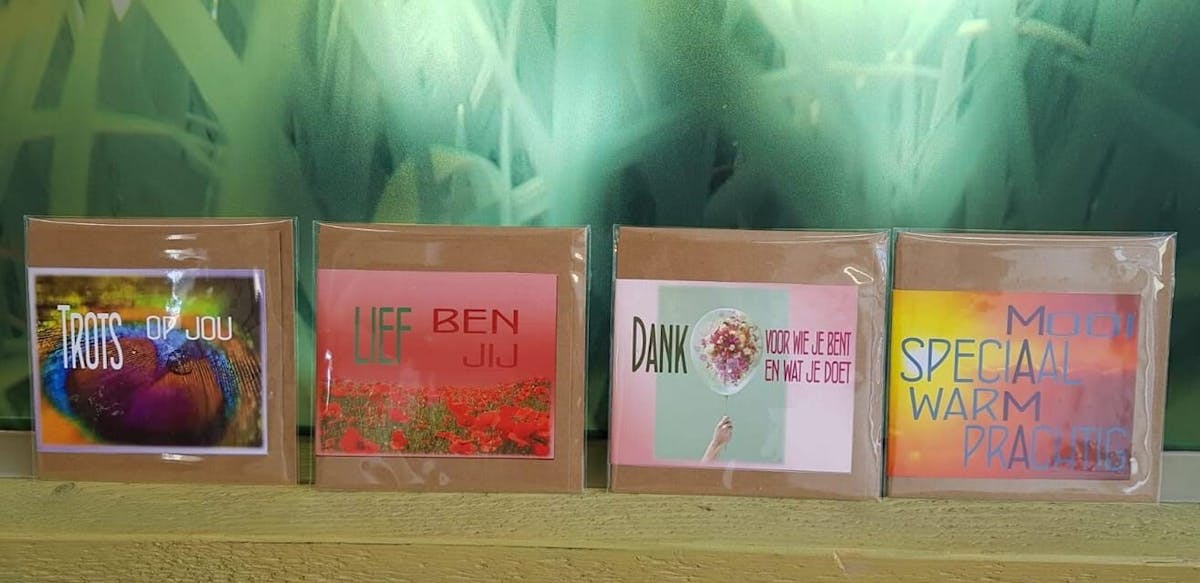 TROTS OP JOU
LIEF BEN
JIJ
DANK VOOR WIE JE BENT
EN WAT JE DOET
MOOI
SPECIAAL
WARM
PRACHTIG